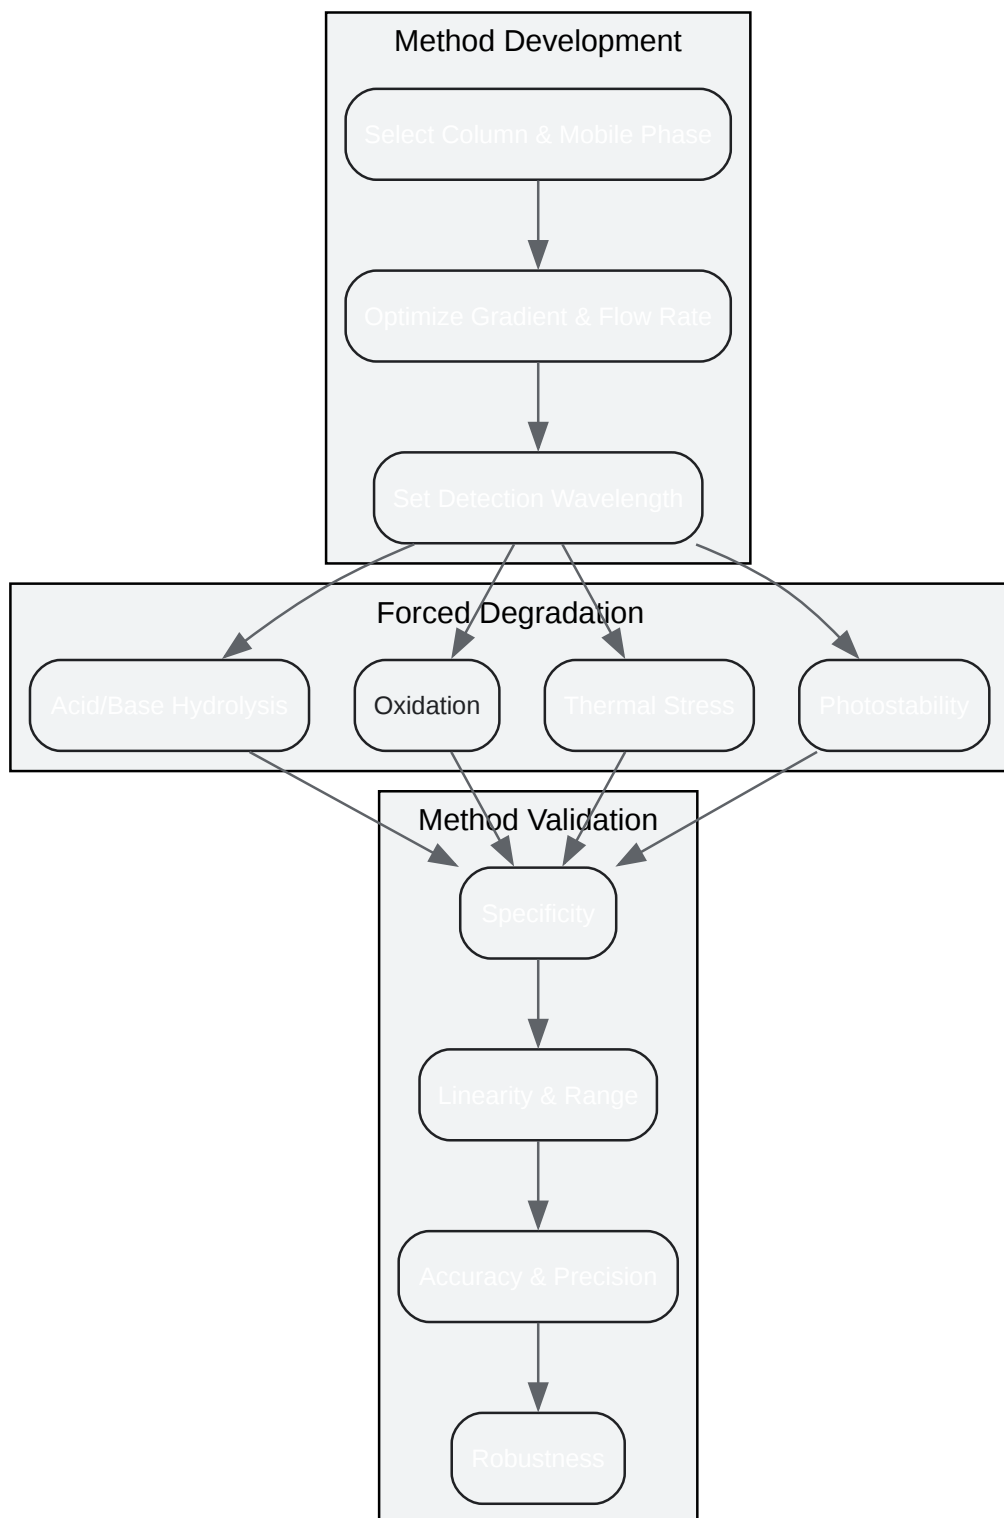 Method Development
Select Column & Mobile Phase
Optimize Gradient & Flow Rate
Set Detection Wavelength
Forced Degradation
Acid/Base Hydrolysis
Oxidation
Thermal Stress
Photostability
Method Validation
Specificity
Linearity & Range
Accuracy & Precision
Robustness